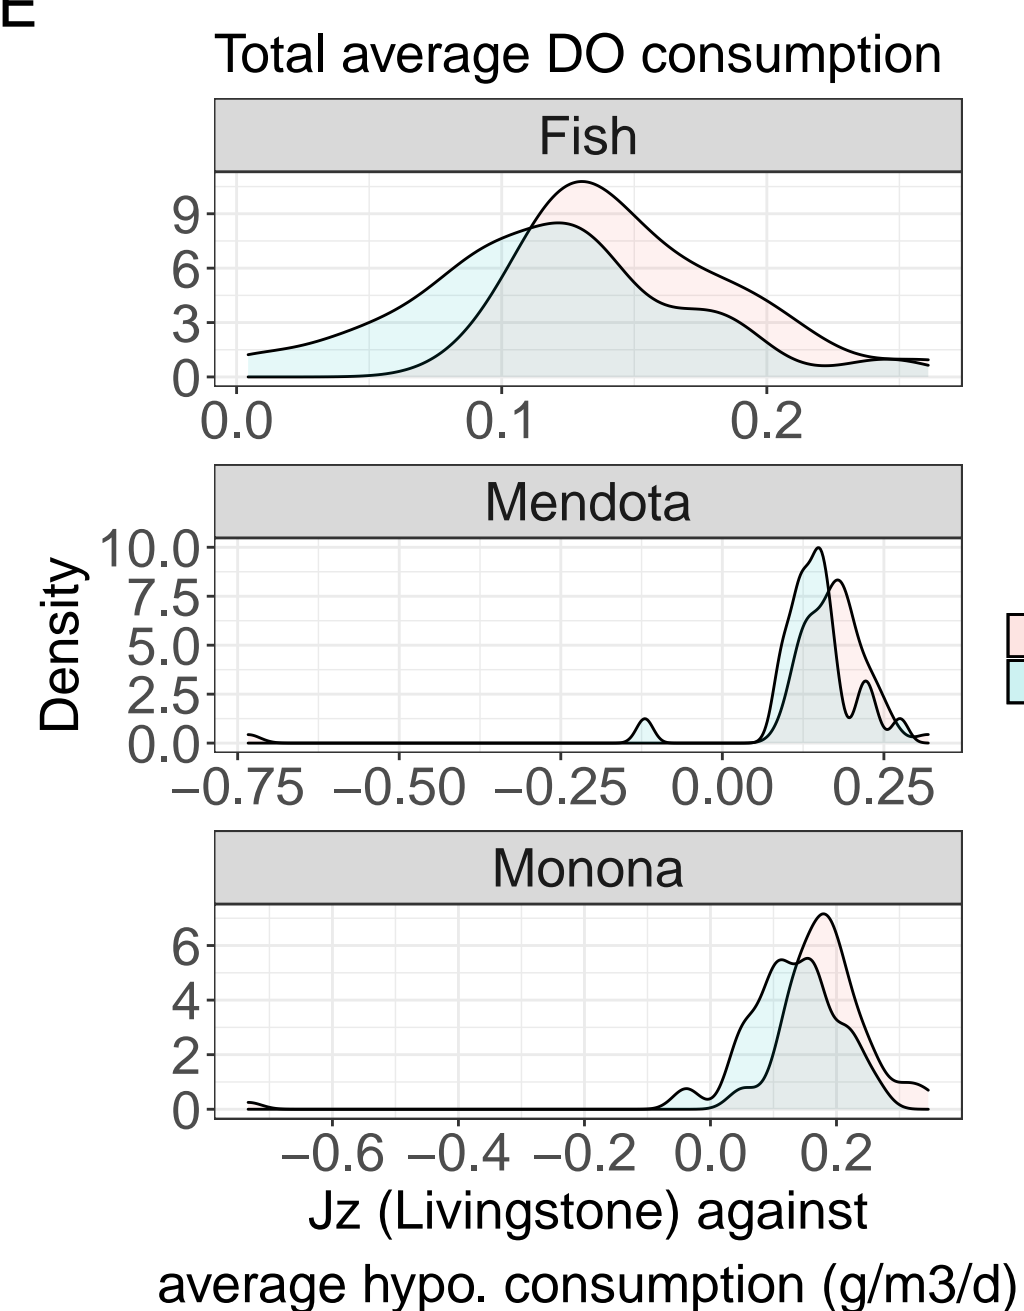 E
Total average DO consumption
Fish
9
6
3
0
0.0 0.1 0.2
Mendota
Density
10.0
7.5
5.0
2.5
0.0
−0.75 −0.50 −0.25 0.00 0.25
Monona
6
4
2
0
−0.6 −0.4 −0.2 0.0 0.2
Jz (Livingstone) against
average hypo. consumption (g/m3/d)